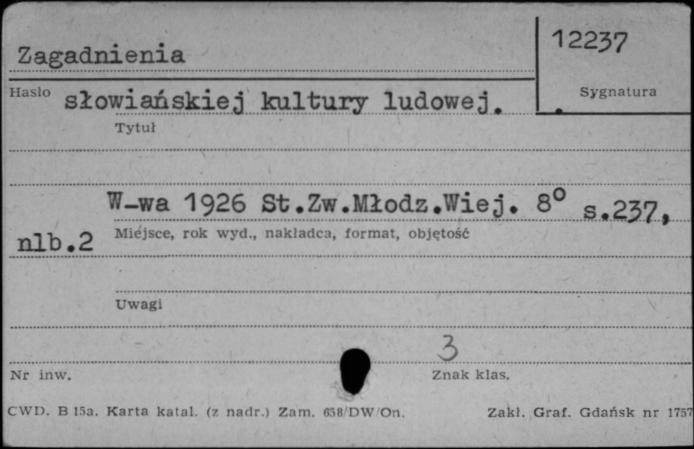 Zagadnienia
12237
Hasło
Sygnatura
słowiańskiej kultury ludowej.
Tytuł
W-wa 1926 St.Zw.Młodz.Wiej. 8° s.237,
nlb.2
Miejsce, rok wyd., nakładca, format, objętość
Uwagi
3
Nr inw.
Znak klas.
CWD. B 15a. Karta katal. (z nadr.) Zam. 658/DW/On.
Zakł. Graf. Gdańsk nr 1757